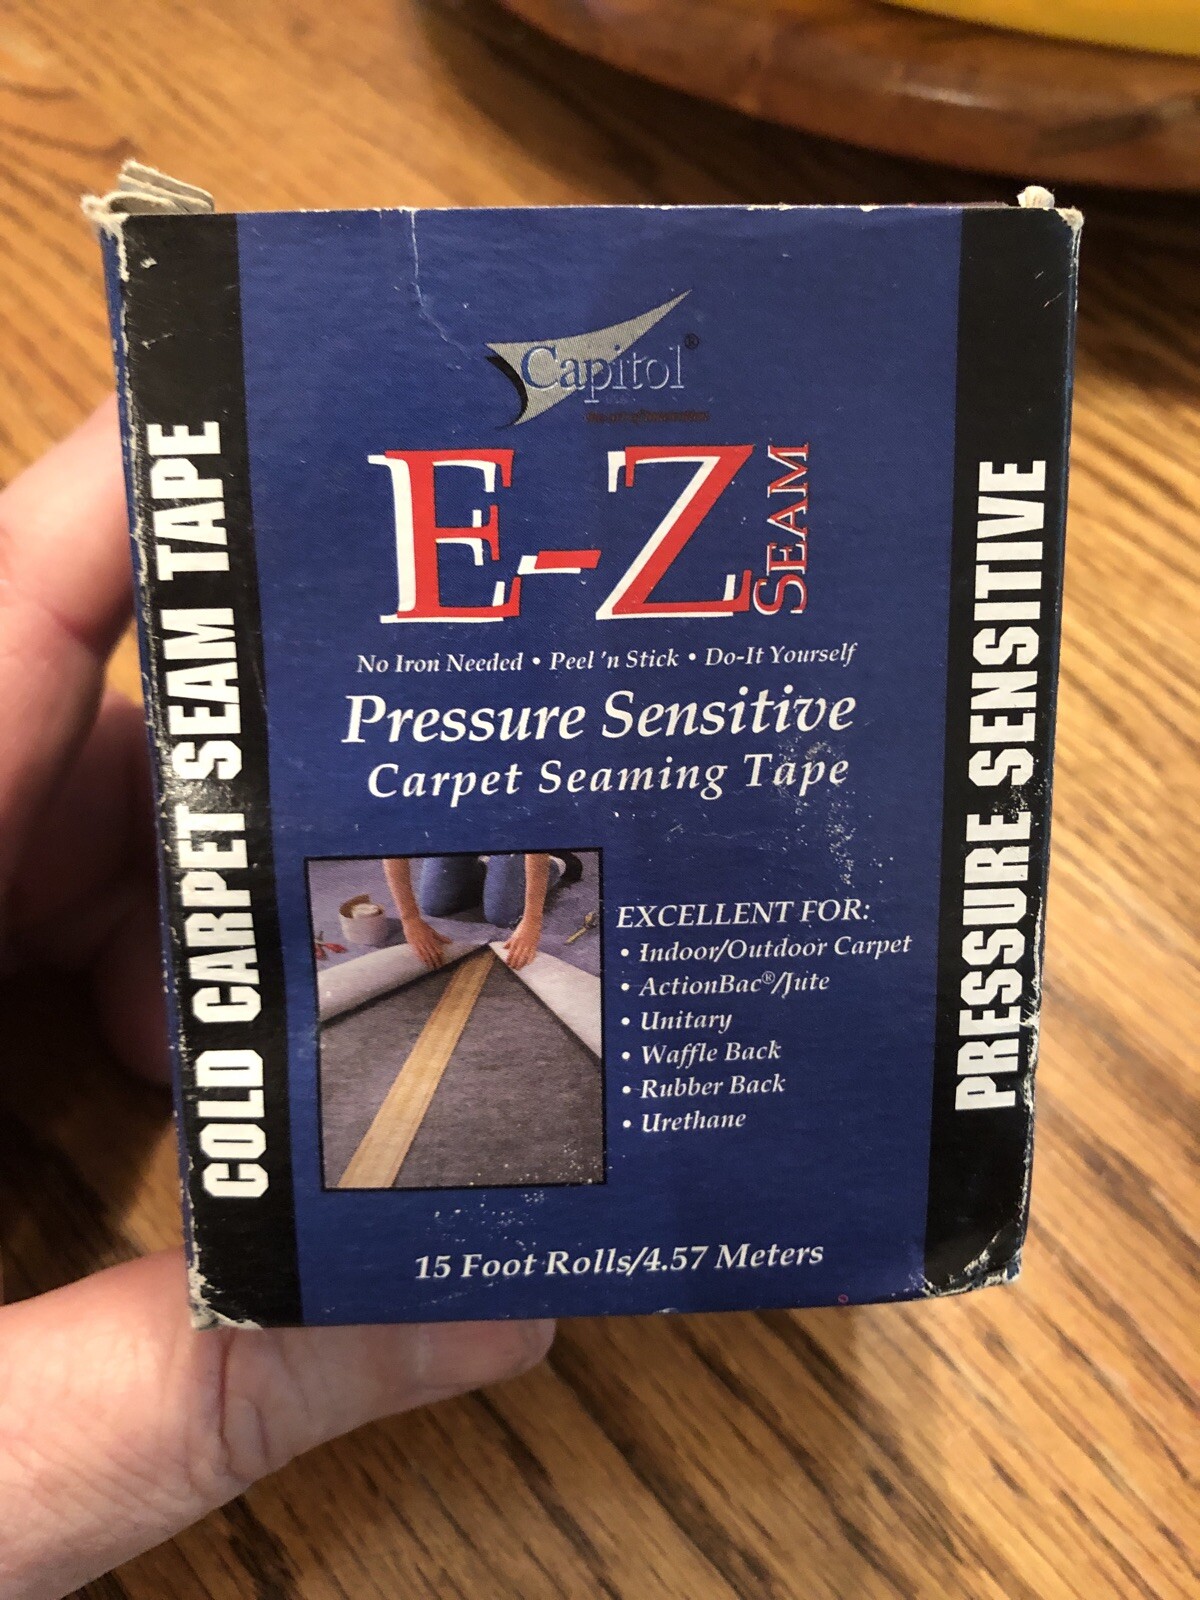 Capitol®
E-Z SEAM
No Iron Needed • Peel 'n Stick • Do-It Yourself
Pressure Sensitive
Carpet Seaming Tape
EXCELLENT FOR:
• Indoor/Outdoor Carpet
• ActionBac®/Jute
• Unitary
• Waffle Back
• Rubber Back
• Urethane
15 Foot Rolls/4.57 Meters
COLD CARPET SEAM TAPE
PRESSURE SENSITIVE